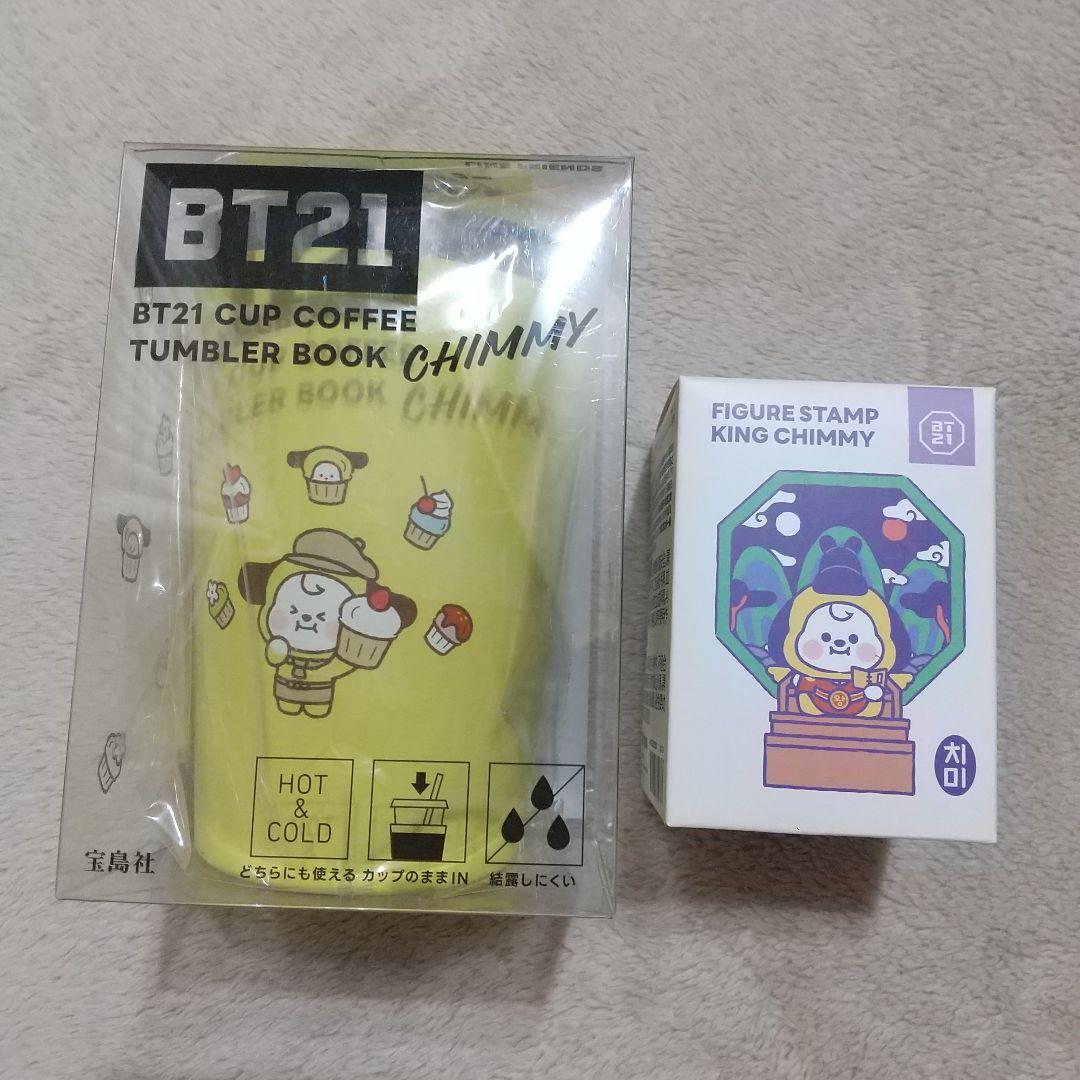 LINE FRIENDS
BT21
BT21 CUP COFFEE
TUMBLER BOOK CHIMMY
HOT
&
COLD
どちらにも使える カップのままIN 結露しにくい
宝島社
FIGURE STAMP
KING CHIMMY
BT
21
치
미